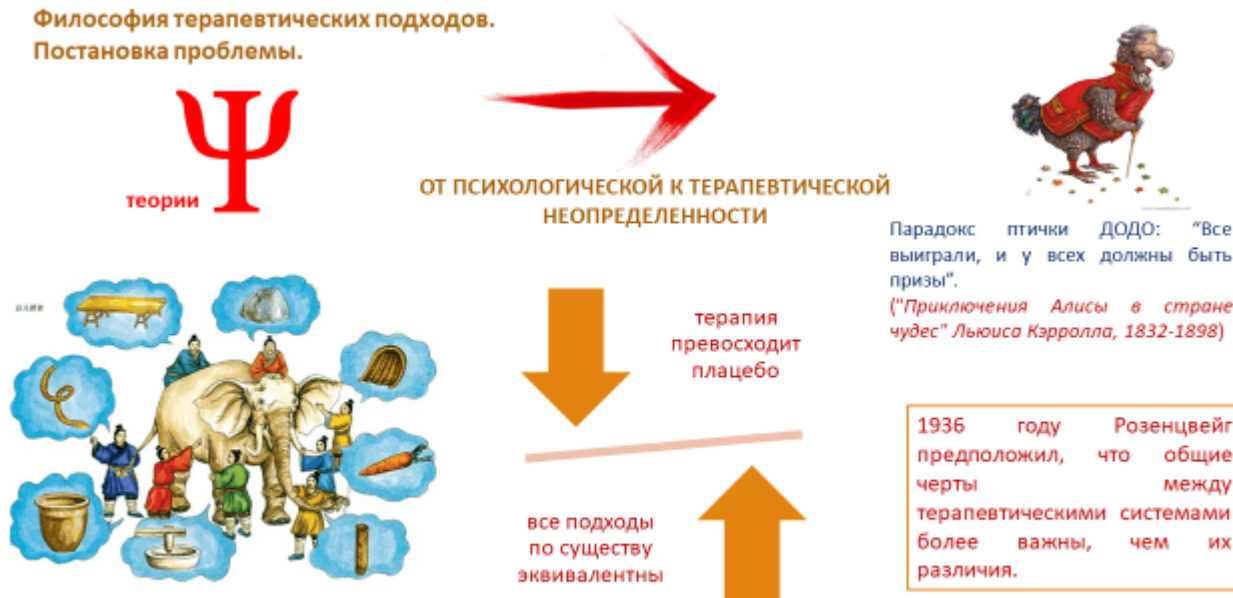 Философия терапевтических подходов.
Постановка проблемы.
Ψ
теории
ОТ ПСИХОЛОГИЧЕСКОЙ К ТЕРАПЕВТИЧЕСКОЙ
НЕОПРЕДЕЛЕННОСТИ
Парадокс птички ДОДО: “Все
выиграли, и у всех должны быть
призы”.
("Приключения Алисы в стране
чудес" Льюиса Кэрролла, 1832-1898)
терапия
превосходит
плацебо
все подходы
по существу
эквивалентны
1936 году Розенцвейг
предположил, что общие
черты между
терапевтическими системами
более важны, чем их
различия.